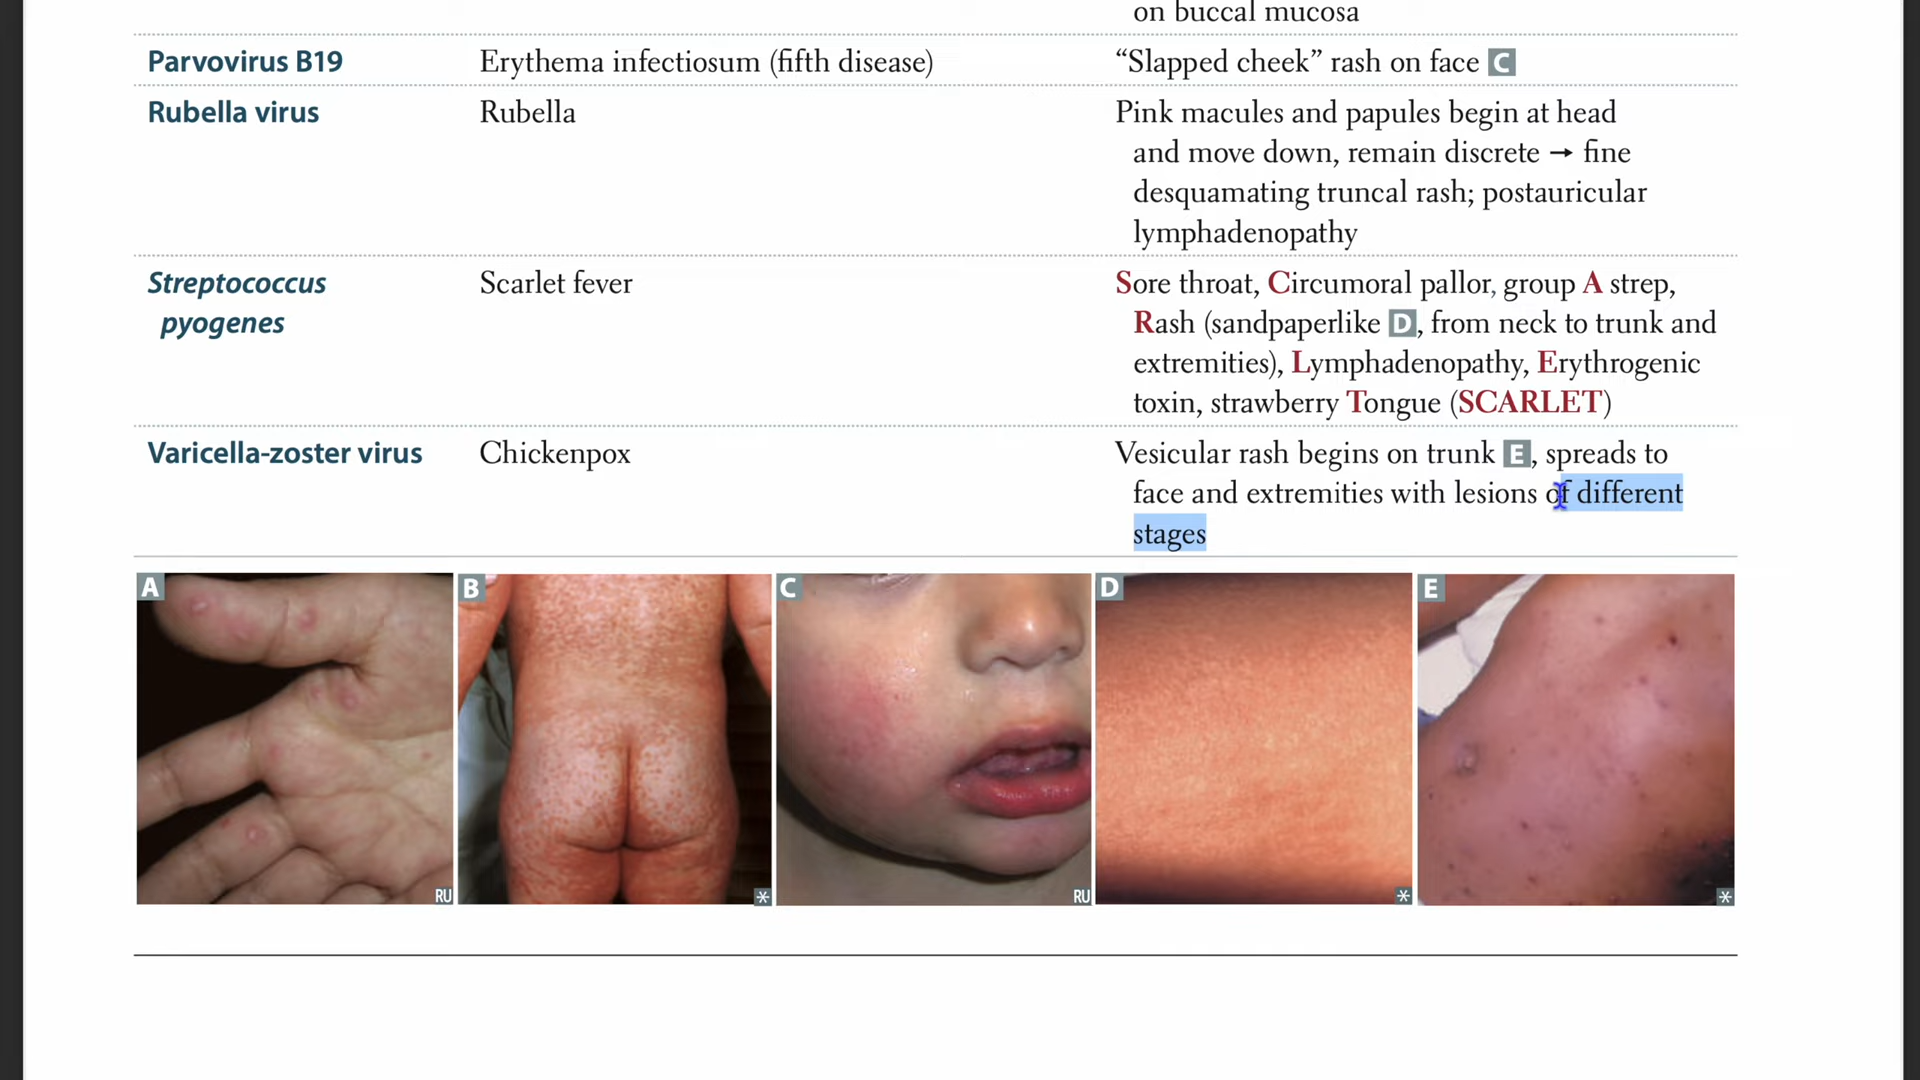 on buccal mucosa
Parvovirus B19 Erythema infectiosum (fifth disease) “Slapped cheek” rash on face C
Rubella virus Rubella Pink macules and papules begin at head
and move down, remain discrete → fine
desquamating truncal rash; postauricular
lymphadenopathy
Streptococcus Scarlet fever Sore throat, Circumoral pallor, group A strep,
pyogenes Rash (sandpaperlike D, from neck to trunk and
extremities), Lymphadenopathy, Erythrogenic
toxin, strawberry Tongue (SCARLET)
Varicella-zoster virus Chickenpox Vesicular rash begins on trunk E, spreads to
face and extremities with lesions of different
stages
A B C D E
RU * RU * *